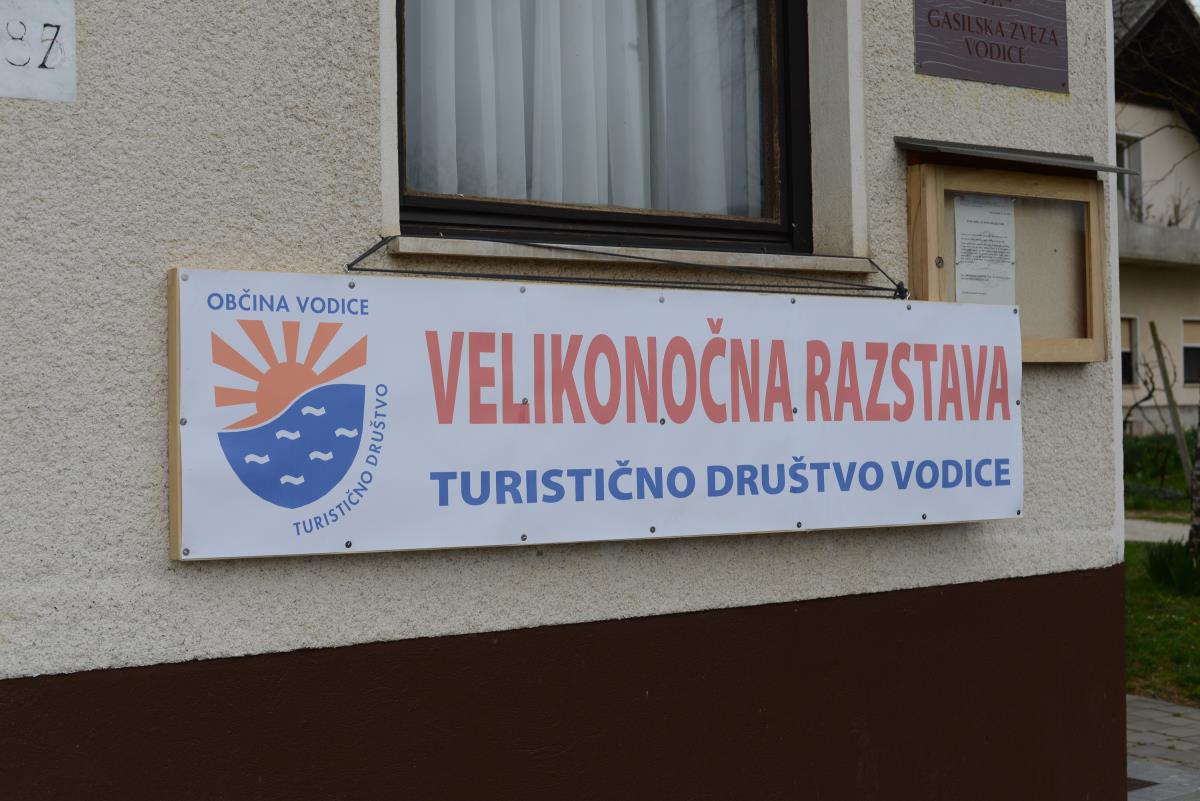 87
GASILSKA ZVEZA
VODICE
OBČINA VODICE
TURISTIČNO DRUŠTVO
VELIKONOČNA RAZSTAVA
TURISTIČNO DRUŠTVO VODICE